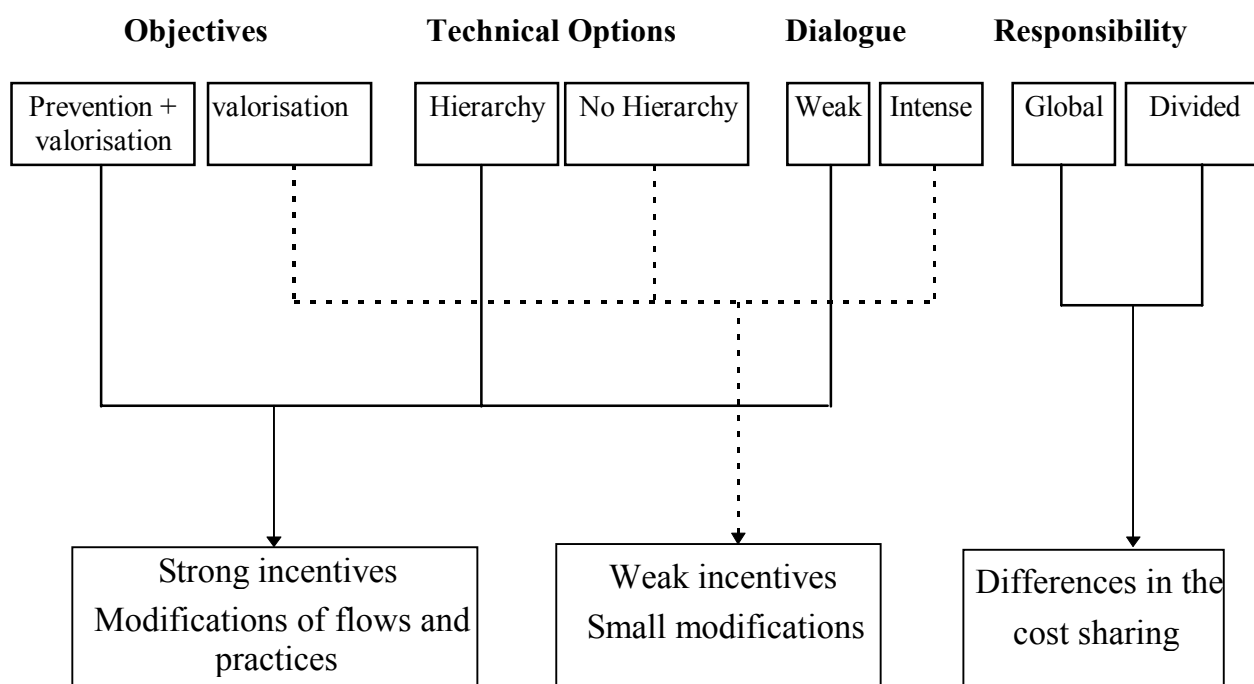 Objectives Technical Options Dialogue Responsibility
Prevention + valorisation Hierarchy No Hierarchy Weak Intense Global Divided
valorisation
Strong incentives
Modifications of flows and
practices
Weak incentives
Small modifications
Differences in the
cost sharing